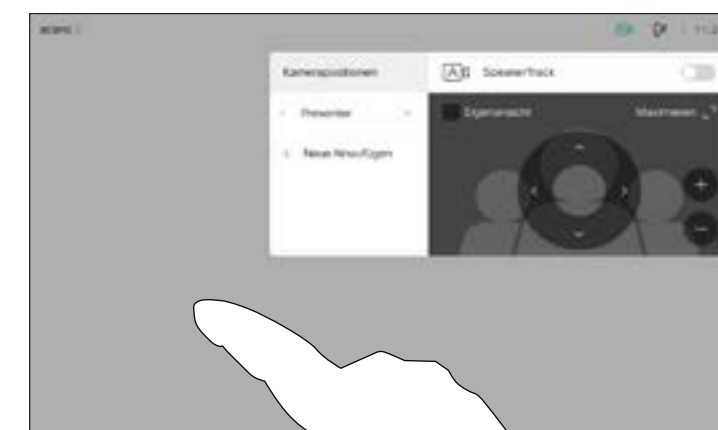 Kamerapositionen
SpeakerTrack
Presenter
Eigenansicht
Maximieren
+ Neue hinzufügen